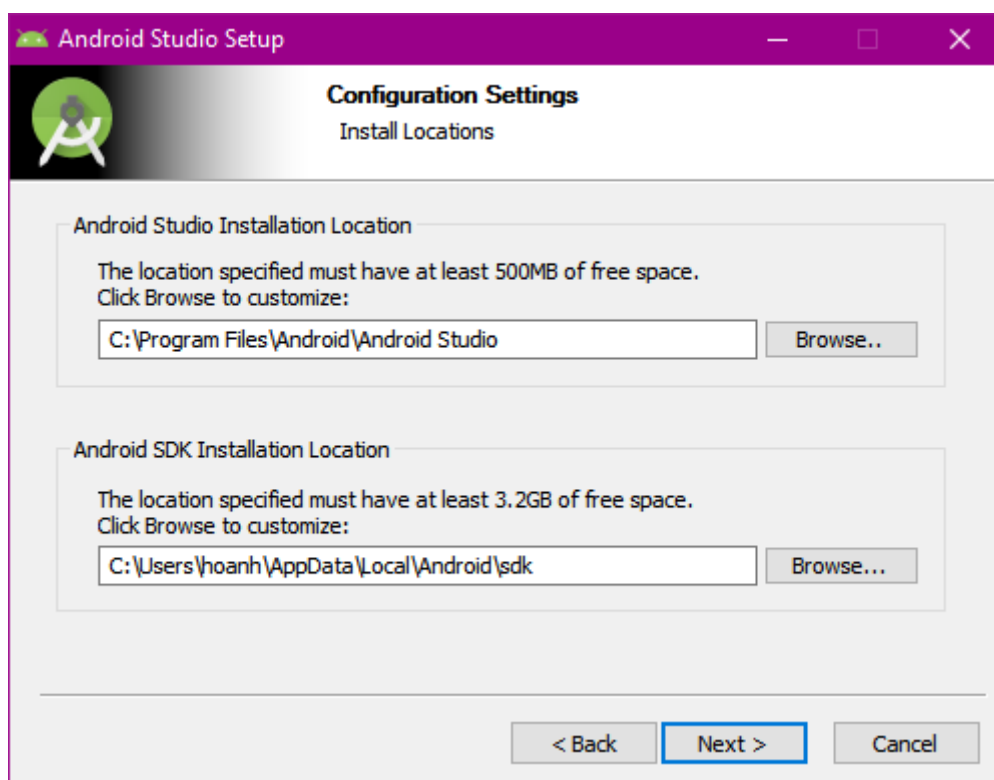 Android Studio Setup
Configuration Settings
Install Locations
Android Studio Installation Location
The location specified must have at least 500MB of free space.
Click Browse to customize:
C:\Program Files\Android\Android Studio
Browse..
Android SDK Installation Location
The location specified must have at least 3.2GB of free space.
Click Browse to customize:
C:\Users\hoanh\AppData\Local\Android\sdk
Browse...
< Back
Next >
Cancel